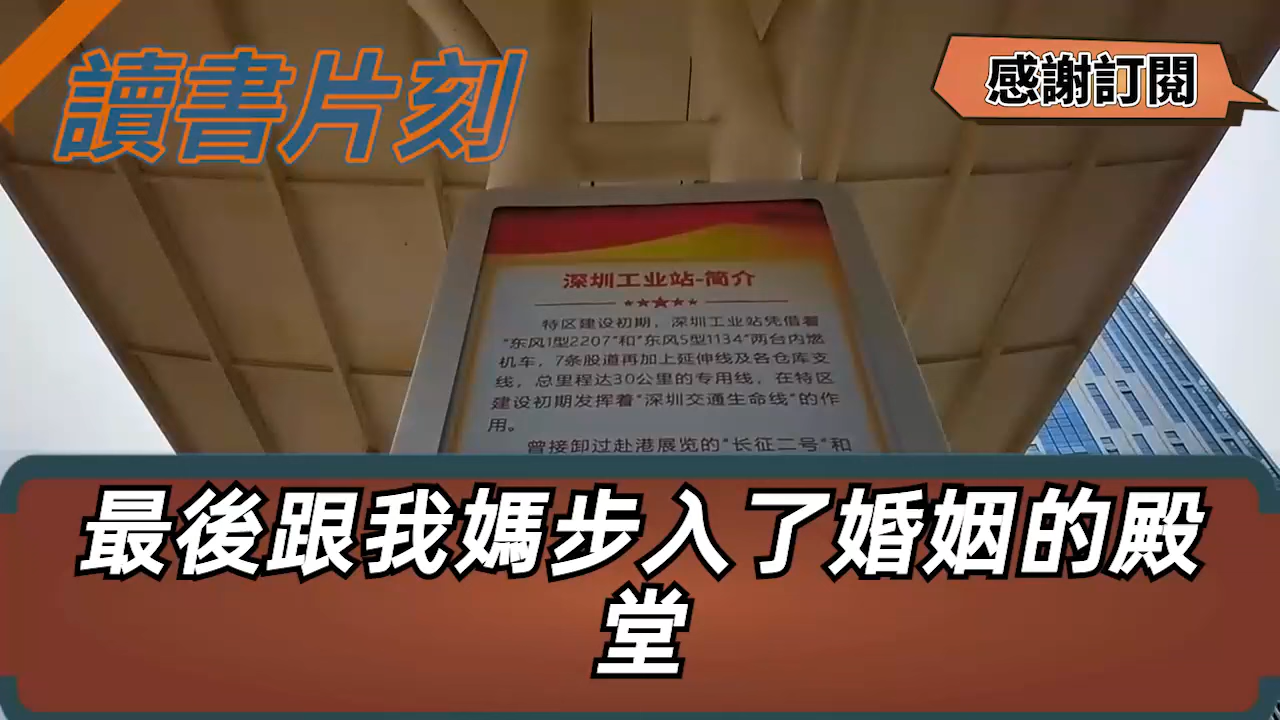 讀書片刻
感謝訂閱
深圳工业站-简介
特区建设初期，深圳工业站凭借着
“东风1型2207”和“东风5型1134”两台内燃
机车，7条股道再加上延伸线及各仓库支
线，总里程达30公里的专用线，在特区
建设初期发挥着“深圳交通生命线”的作
用。
曾接卸过赴港展览的“长征二号”和
最後跟我媽步入了婚姻的殿
堂